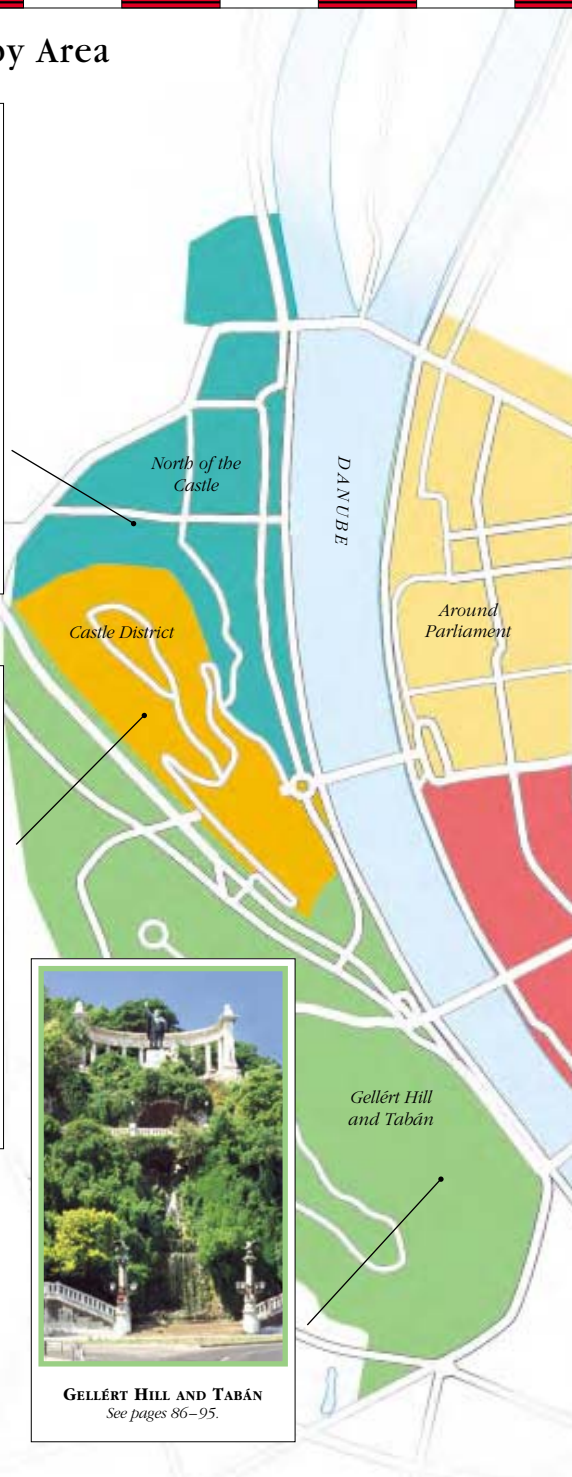 by Area
North of the
Castle
DANUBE
Castle District
Around
Parliament
Gellért Hill
and Tabán
GELLÉRT HILL AND TABÁN
See pages 86–95.